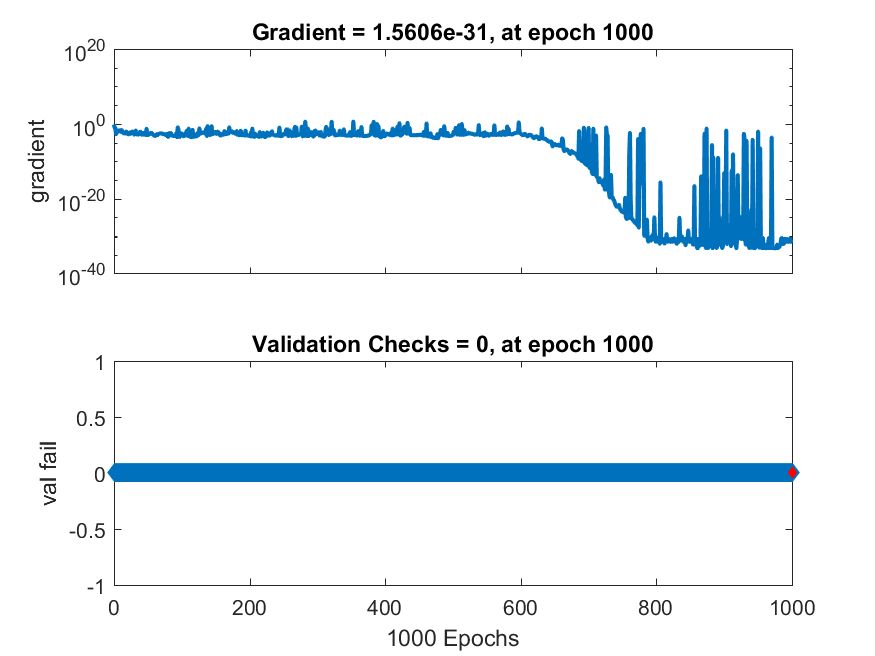 Gradient = 1.5606e-31, at epoch 1000
10^20
10^0
10^-20
10^-40
gradient
Validation Checks = 0, at epoch 1000
1
0.5
0
-0.5
-1
val fail
0 200 400 600 800 1000
1000 Epochs